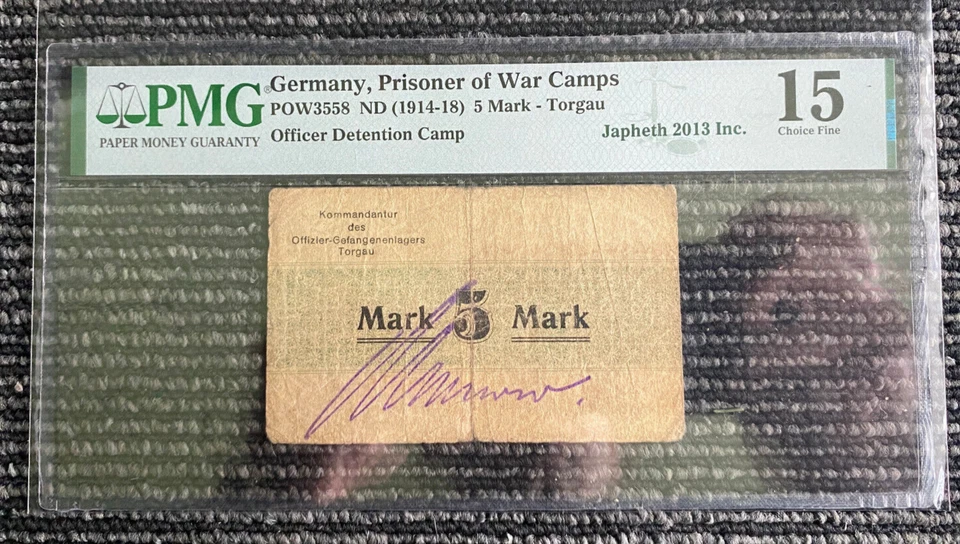 PMG
PAPER MONEY GUARANTY
Germany, Prisoner of War Camps
POW3558 ND (1914-18) 5 Mark - Torgau
Officer Detention Camp
Japheth 2013 Inc.
15
Choice Fine
Kommandantur
des
Offizier-Gefangenenlagers
Torgau
Mark 5 Mark